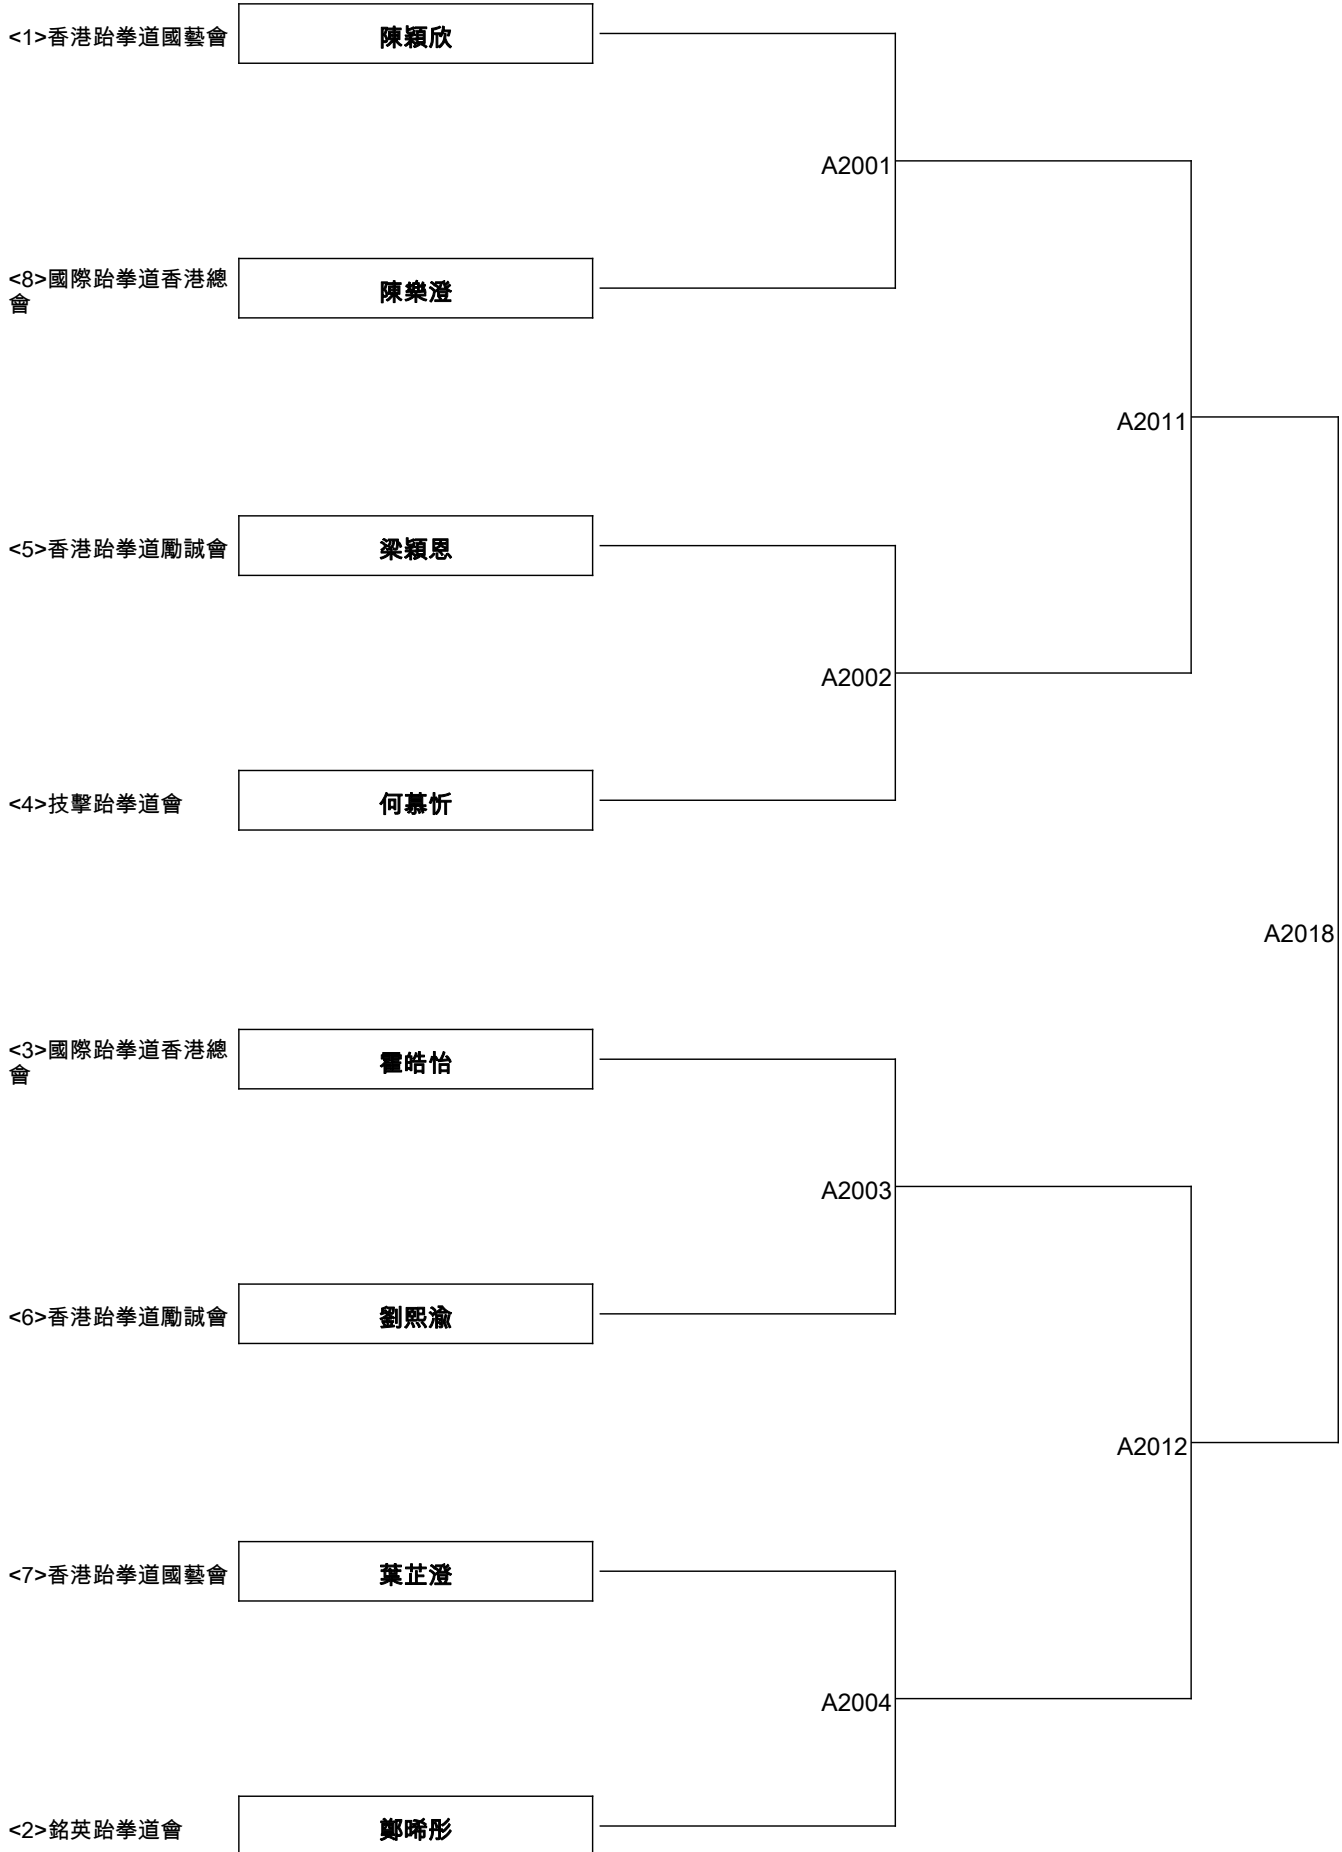 <1>香港跆拳道國藝會
陳穎欣
A2001
<8>國際跆拳道香港總
會
陳樂澄
A2011
<5>香港跆拳道勵誠會
梁穎恩
A2002
<4>技擊跆拳道會
何慕忻
A2018
<3>國際跆拳道香港總
會
霍皓怡
A2003
<6>香港跆拳道勵誠會
劉熙渝
A2012
<7>香港跆拳道國藝會
葉芷澄
A2004
<2>銘英跆拳道會
鄭晞彤